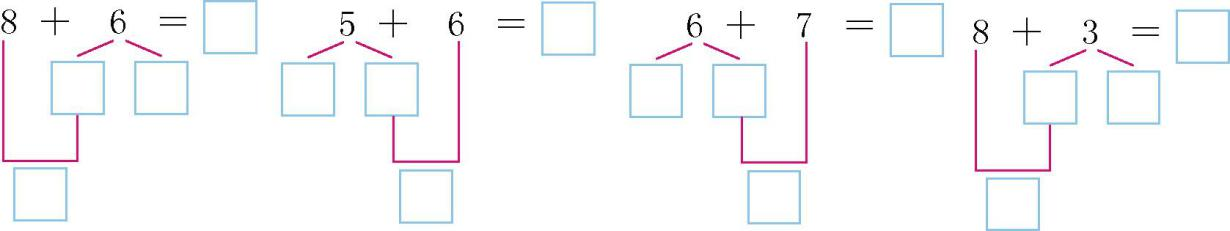 8 + 6 =
5 + 6 =
6 + 7 =
8 + 3 =